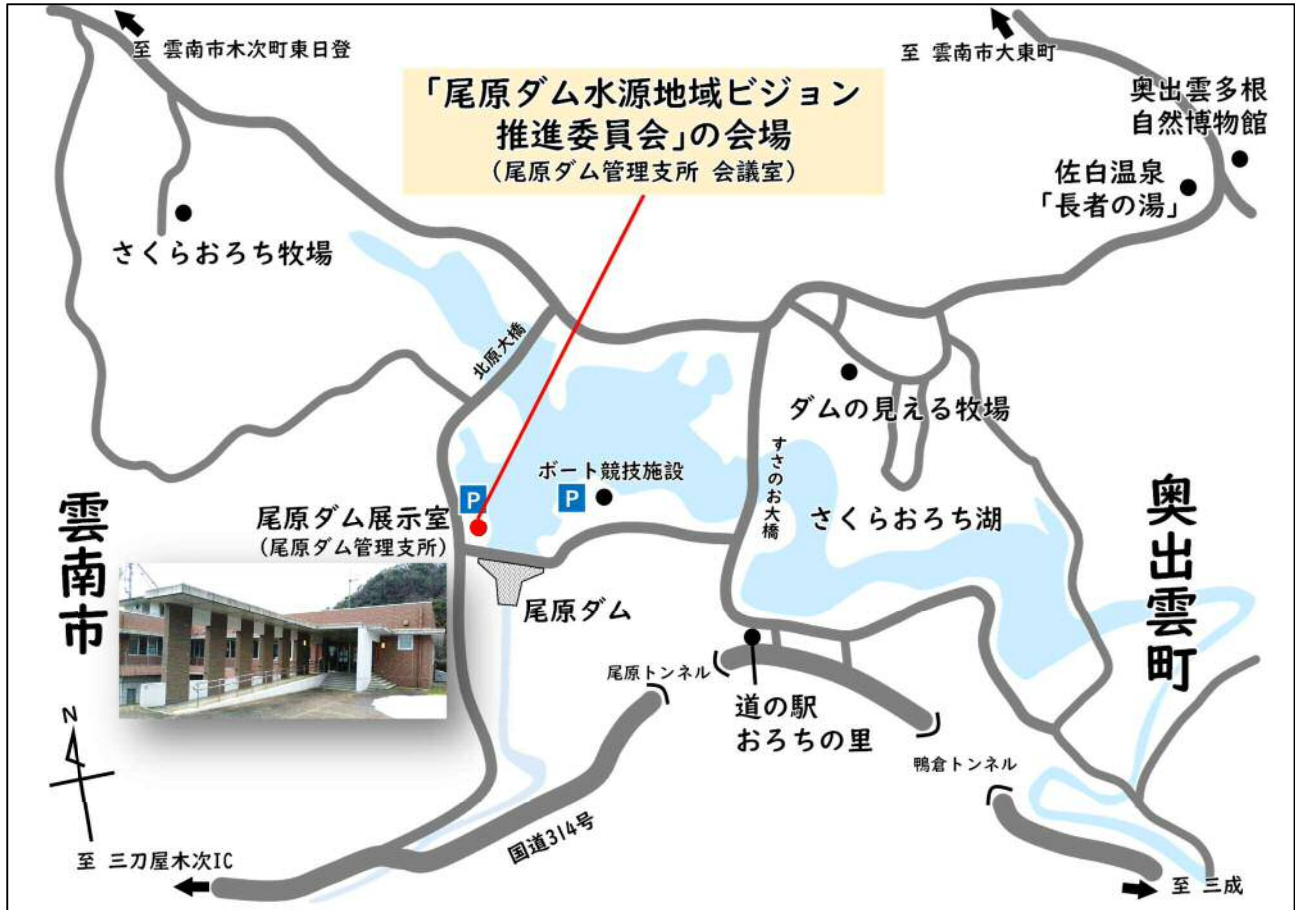 至 雲南市木次町東日登
至 雲南市大東町
「尾原ダム水源地域ビジョン
推進委員会」の会場
(尾原ダム管理支所 会議室)
奥出雲多根
自然博物館
佐白温泉
「長者の湯」
さくらおろち牧場
北原大橋
ダムの見える牧場
すさのお大橋
ボート競技施設
P
P
さくらおろち湖
尾原ダム展示室
(尾原ダム管理支所)
雲南市
奥出雲町
尾原ダム
尾原トンネル
道の駅
おろちの里
鴨倉トンネル
N
国道314号
至 三刀屋木次IC
至 三成